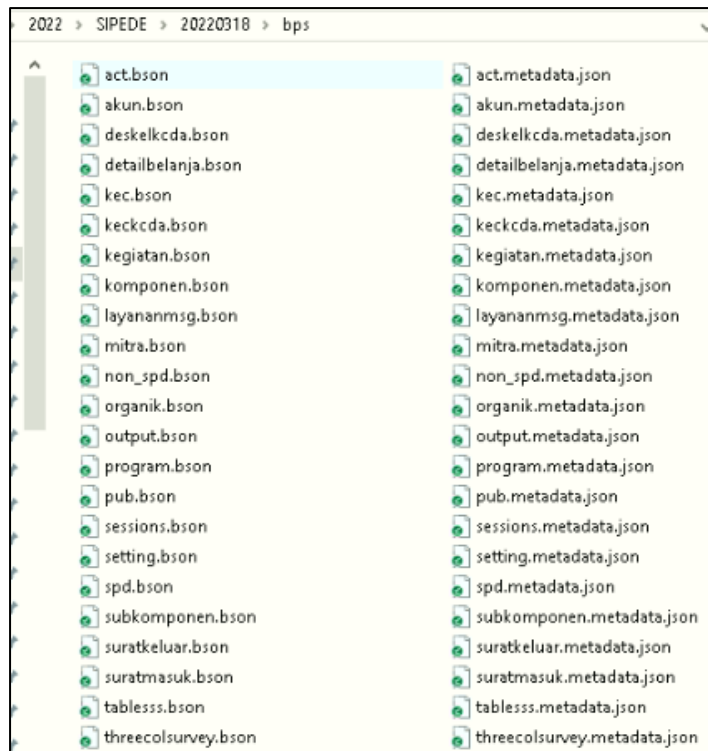 2022 > SIPEDE > 20220318 > bps
act.bson act.metadata.json
akun.bson akun.metadata.json
deskelkcda.bson deskelkcda.metadata.json
detailbelanja.bson detailbelanja.metadata.json
kec.bson kec.metadata.json
keckcda.bson keckcda.metadata.json
kegiatan.bson kegiatan.metadata.json
komponen.bson komponen.metadata.json
layananmsg.bson layananmsg.metadata.json
mitra.bson mitra.metadata.json
non_spd.bson non_spd.metadata.json
organik.bson organik.metadata.json
output.bson output.metadata.json
program.bson program.metadata.json
pub.bson pub.metadata.json
sessions.bson sessions.metadata.json
setting.bson setting.metadata.json
spd.bson spd.metadata.json
subkomponen.bson subkomponen.metadata.json
suratkeluar.bson suratkeluar.metadata.json
suratmasuk.bson suratmasuk.metadata.json
tablesss.bson tablesss.metadata.json
threecolsurvey.bson threecolsurvey.metadata.json